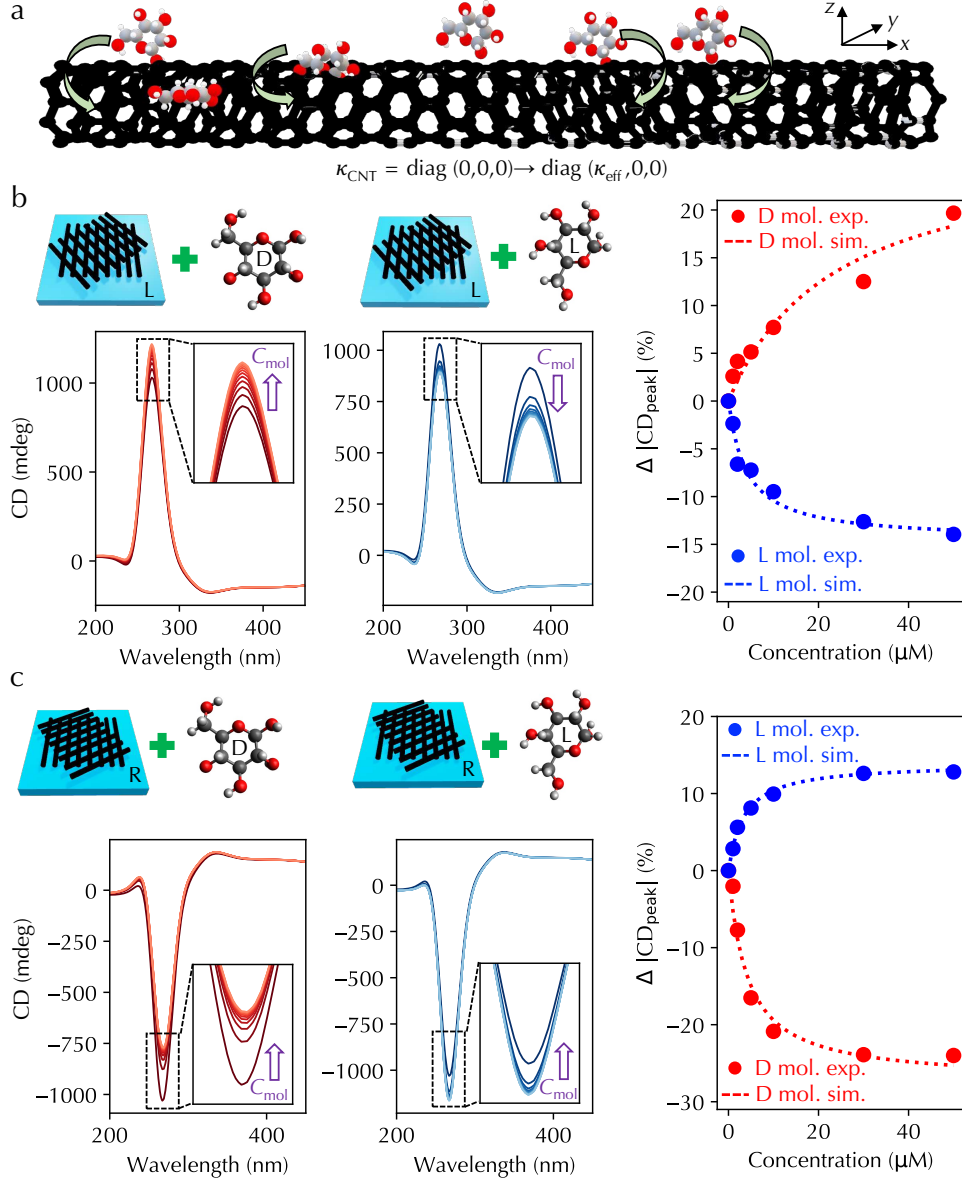 a
z
y
x
κCNT = diag (0,0,0)→ diag (κeff,0,0)
b
L
D
L
L
CD (mdeg)
1000
500
0
200
300
400
Wavelength (nm)
Cmol
1000
750
500
250
0
200
300
400
Wavelength (nm)
Cmol
Δ |CDpeak| (%)
20
15
10
5
0
−5
−10
−15
−20
D mol. exp.
D mol. sim.
L mol. exp.
L mol. sim.
0
20
40
Concentration (μM)
c
R
D
R
L
CD (mdeg)
0
−250
−500
−750
−1000
200
400
Wavelength (nm)
Cmol
0
−250
−500
−750
−1000
200
400
Wavelength (nm)
Cmol
Δ |CDpeak| (%)
20
10
0
−10
−20
−30
L mol. exp.
L mol. sim.
D mol. exp.
D mol. sim.
0
20
40
Concentration (μM)